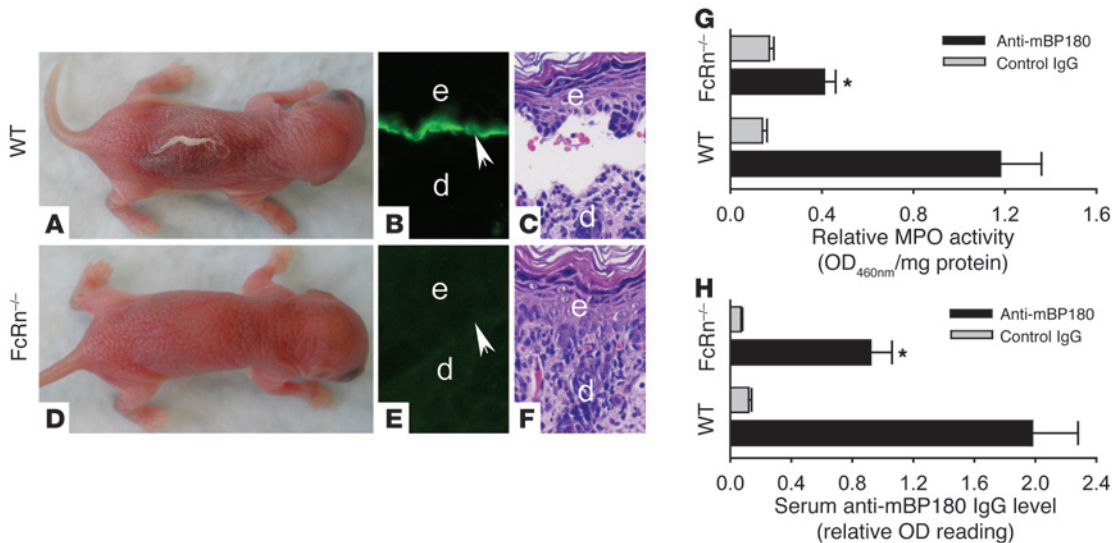 WT
A
e
d
B
e
d
C
FcRn–/–
D
e
d
E
e
d
F
G
Anti-mBP180
Control IgG
FcRn–/–
WT
*
0.0 0.4 0.8 1.2 1.6
Relative MPO activity
(OD460nm/mg protein)
H
Anti-mBP180
Control IgG
FcRn–/–
WT
*
0.0 0.4 0.8 1.2 1.6 2.0 2.4
Serum anti-mBP180 IgG level
(relative OD reading)